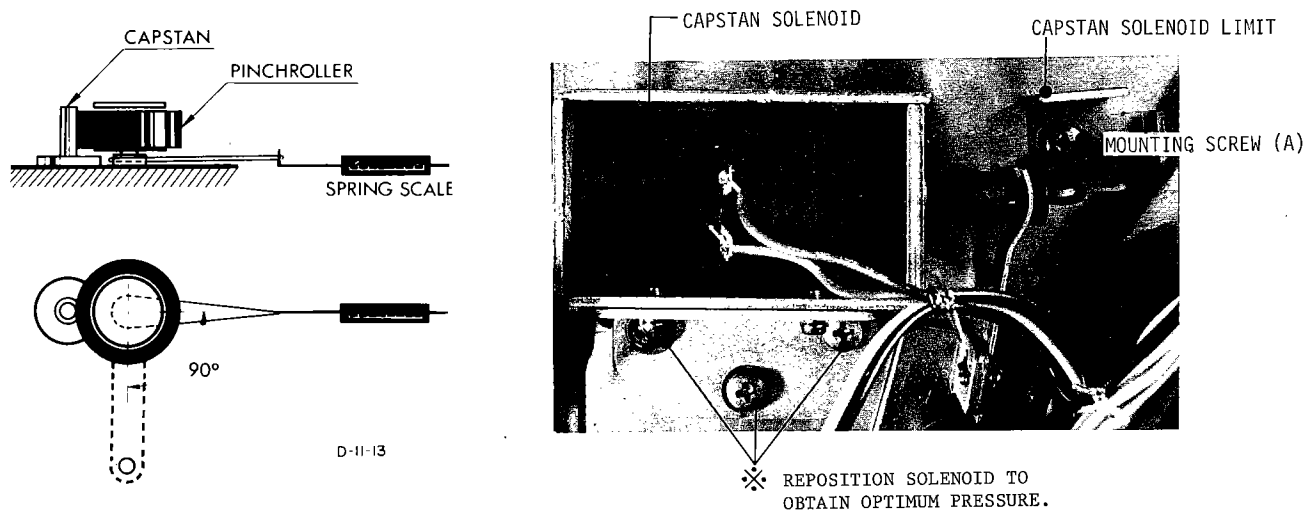 CAPSTAN
PINCHROLLER
SPRING SCALE
90°
D-11-13
CAPSTAN SOLENOID
CAPSTAN SOLENOID LIMIT
MOUNTING SCREW (A)
※ REPOSITION SOLENOID TO
OBTAIN OPTIMUM PRESSURE.